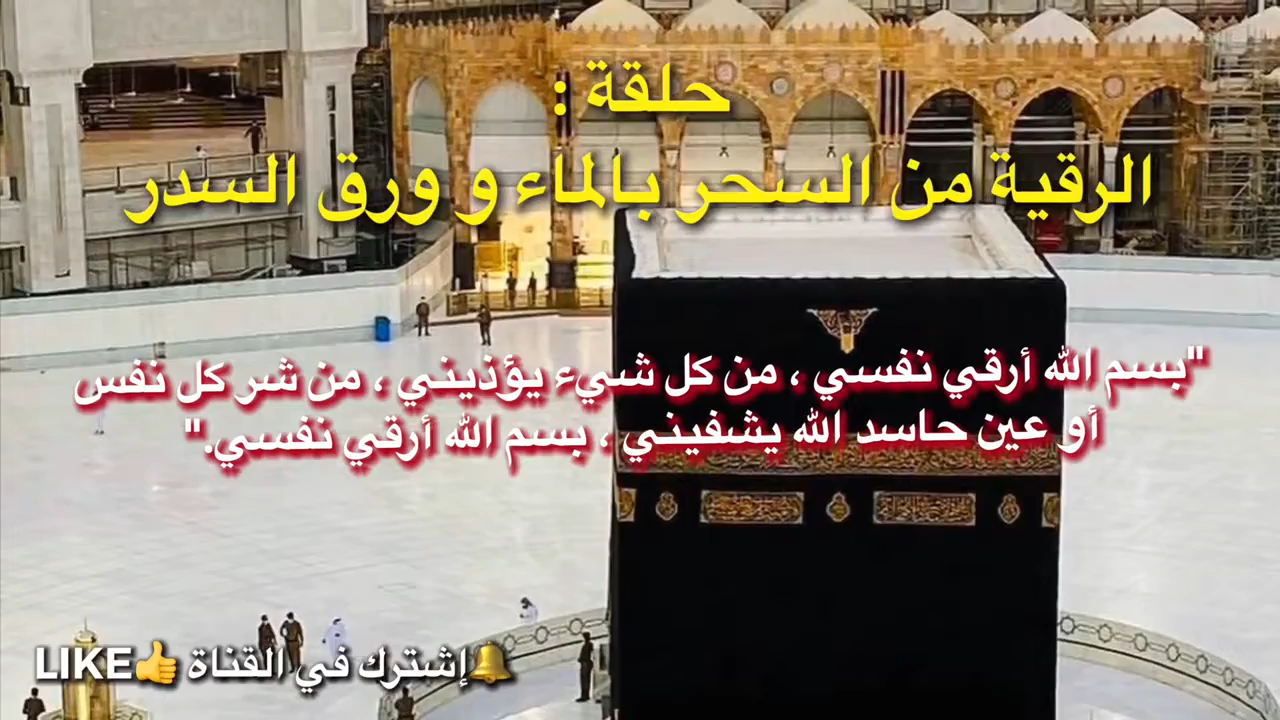 حلقة :
الرقية من السحر بالماء و ورق السدر
"بسم الله أرقي نفسي ، من كل شيء يؤذيني ، من شر كل نفس
أو عين حاسد الله يشفيني ، بسم الله أرقي نفسي."
LIKE👍 إشترك في القناة🔔